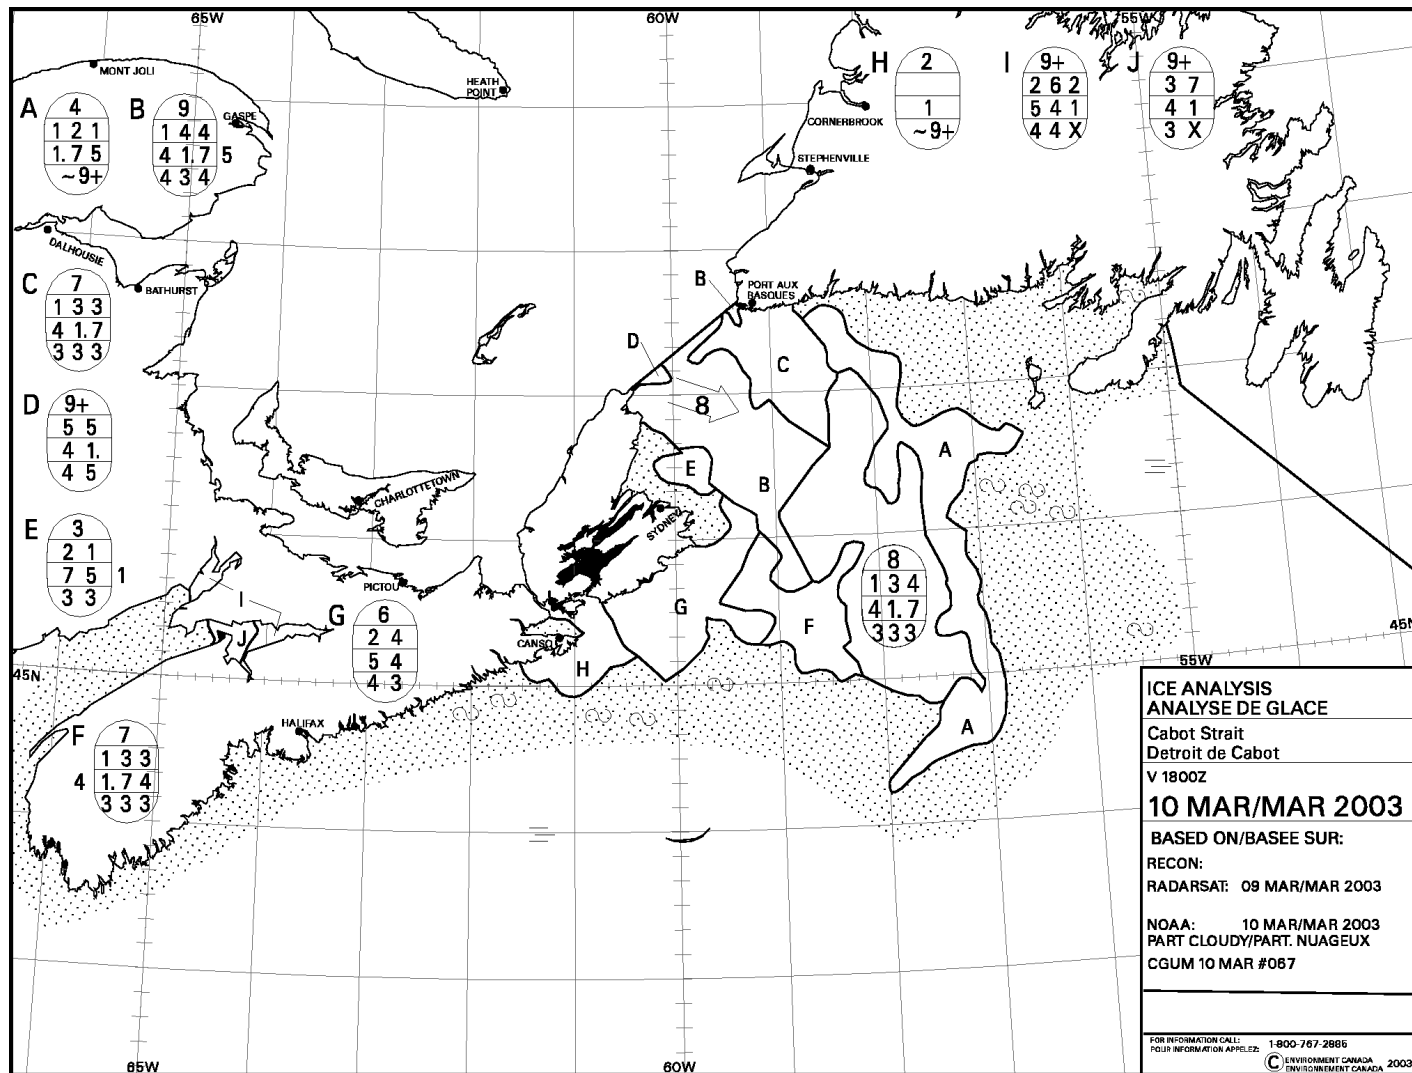 65W
60W
55W
MONT JOLI
HEATH
POINT
GASPE
CORNERBROOK
STEPHENVILLE
A
4
1 2 1
1. 7 5
~9+
B
9
1 4 4
4 1.7 5
4 3 4
H
2
1
~9+
I
9+
2 6 2
5 4 1
4 4 X
J
9+
3 7
4 1
3 X
DALHOUSIE
BATHURST
C
7
1 3 3
4 1.7
3 3 3
B
PORT AUX
BASQUES
D
C
8
D
9+
5 5
4 1.
4 5
A
E
B
CHARLOTTETOWN
SYDNEY
E
3
2 1
7 5 1
3 3
8
1 3 4
4 1.7
3 3 3
PICTOU
I
J
G
6
2 4
5 4
4 3
G
F
CANSO
H
45N
45N
55W
A
HALIFAX
F
7
1 3 3
4 1.7 4
3 3 3
65W
60W
ICE ANALYSIS
ANALYSE DE GLACE
Cabot Strait
Detroit de Cabot
V 1800Z
10 MAR/MAR 2003
BASED ON/BASEE SUR:
RECON:
RADARSAT: 09 MAR/MAR 2003
NOAA: 10 MAR/MAR 2003
PART CLOUDY/PART. NUAGEUX
CGUM 10 MAR #067
FOR INFORMATION CALL:
POUR INFORMATION APPELEZ: 1-800-767-2885
© ENVIRONMENT CANADA
ENVIRONNEMENT CANADA 2003